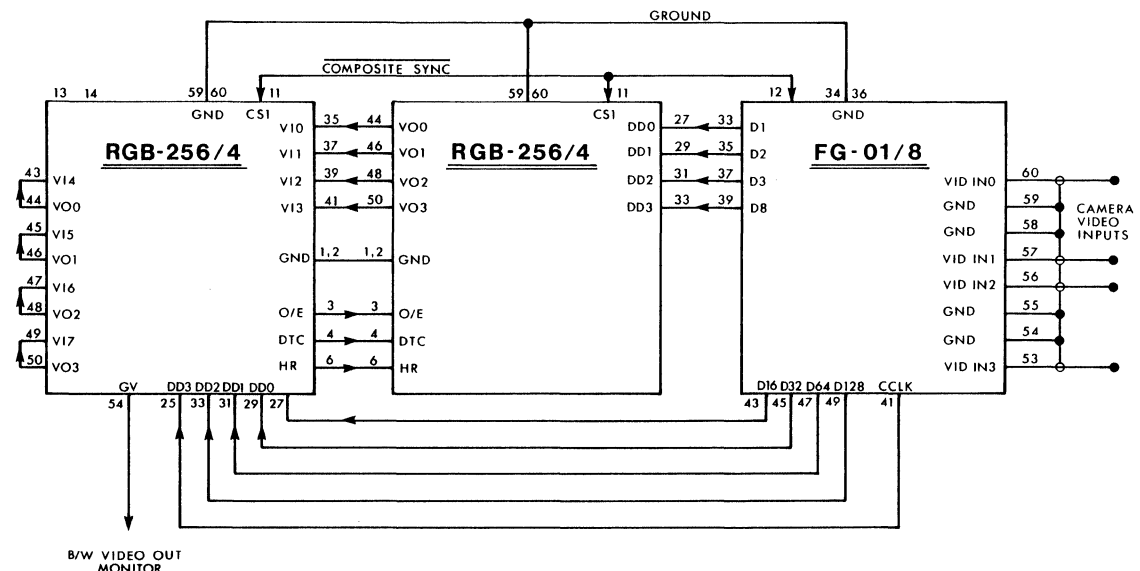 GROUND
COMPOSITE SYNC
13 14 59 60 11 59 60 11 12 34 36
GND CS1 CS1 GND
RGB-256/4 RGB-256/4 FG-01/8
VI0 35 44 VO0 DD0 27 33 D1
VI1 37 46 VO1 DD1 29 35 D2
VI2 39 48 VO2 DD2 31 37 D3
VI3 41 50 VO3 DD3 33 39 D8
43 VI4
44 VO0
45 VI5
46 VO1
47 VI6
48 VO2
49 VI7
50 VO3
GND 1,2 1,2 GND
O/E 3 3 O/E
DTC 4 4 DTC
HR 6 6 HR
VID IN0 60
GND 59
GND 58
VID IN1 57
VID IN2 56
GND 55
GND 54
VID IN3 53
CAMERA
VIDEO
INPUTS
GV DD3 DD2 DD1 DD0
54 25 33 31 29 27
D16 D32 D64 D128 CCLK
43 45 47 49 41
B/W VIDEO OUT
MONITOR